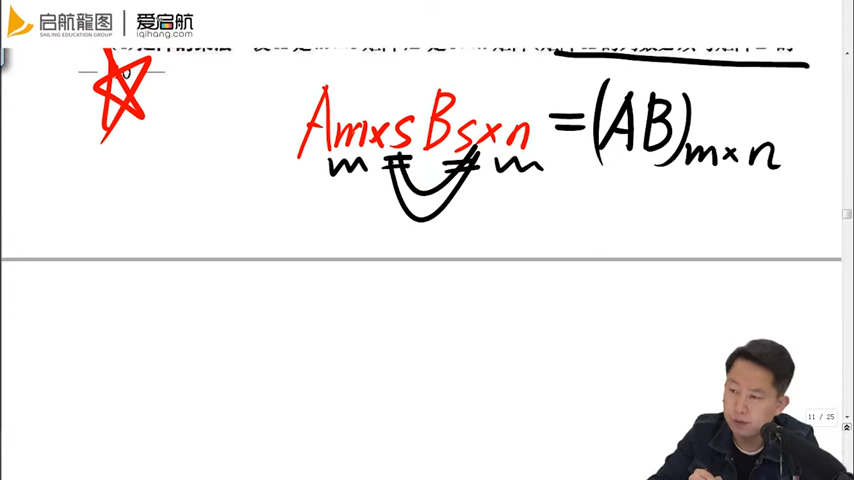 启航龍图 爱启航
SAILING EDUCATION GROUP iqihang.com
Am×s Bs×n = (AB)m×n
11 / 25